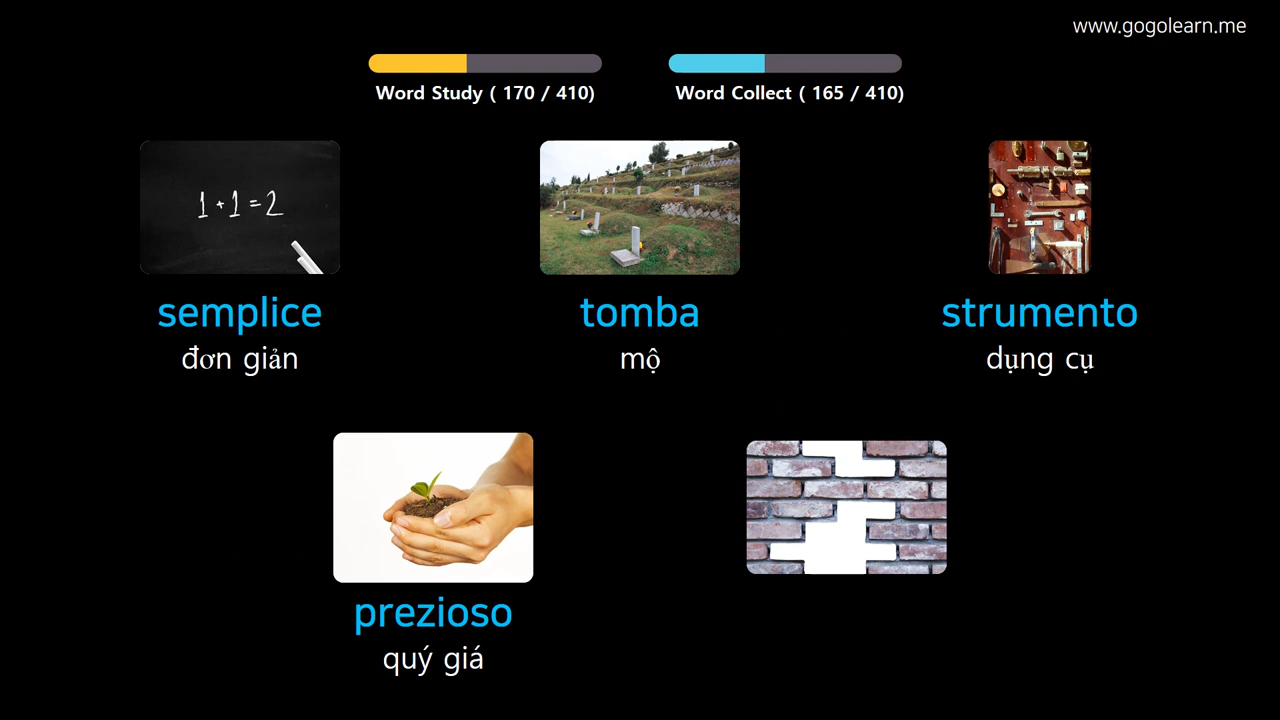 www.gogolearn.me
Word Study ( 170 / 410)
Word Collect ( 165 / 410)
1 + 1 = 2
semplice
đơn giản
tomba
mộ
strumento
dụng cụ
prezioso
quý giá